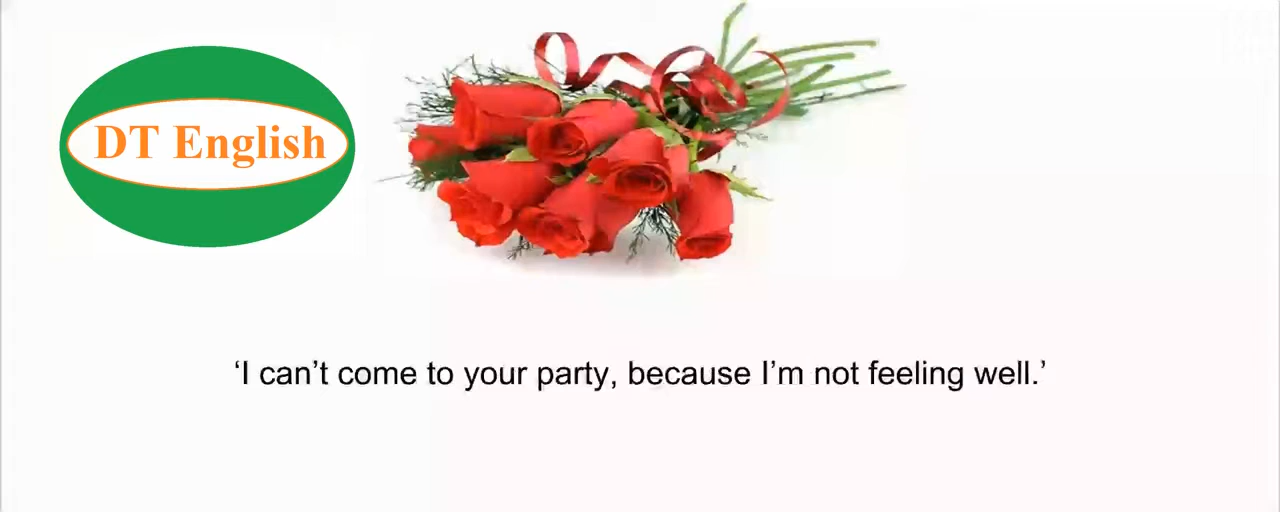 DT English
‘I can’t come to your party, because I’m not feeling well.’